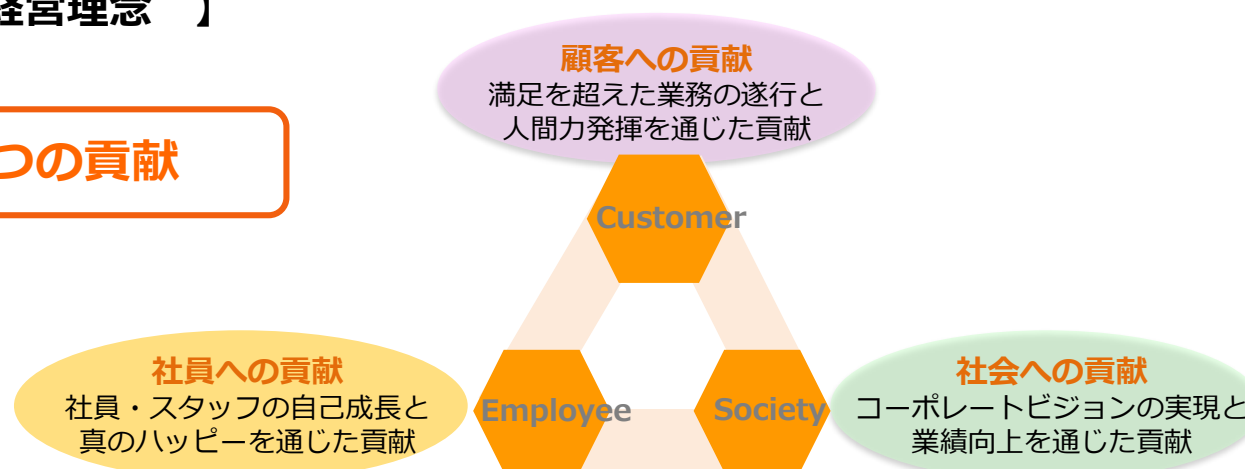 経営理念 】
つの貢献
顧客への貢献
満足を超えた業務の遂行と
人間力発揮を通じた貢献
Customer
社員への貢献
社員・スタッフの自己成長と
真のハッピーを通じた貢献
Employee
Society
社会への貢献
コーポレートビジョンの実現と
業績向上を通じた貢献